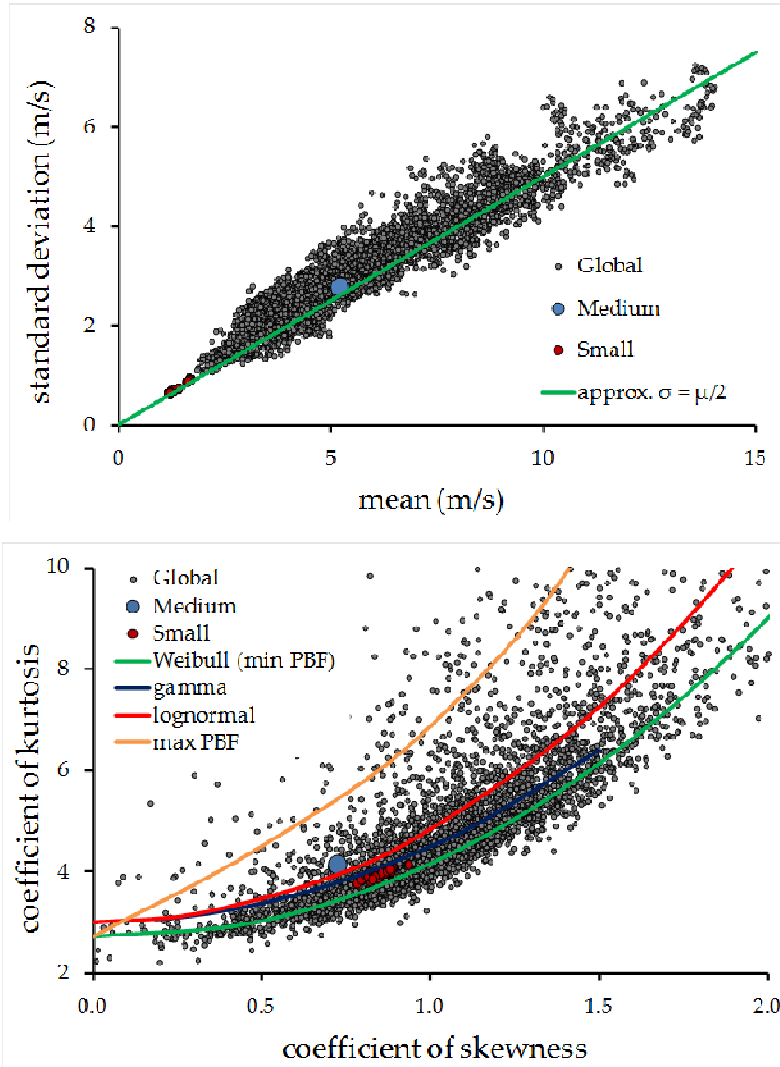 8
6
4
2
0
standard deviation (m/s)
Global
Medium
Small
approx. σ = μ/2
0
5
10
15
mean (m/s)
10
8
6
4
2
coefficient of kurtosis
Global
Medium
Small
Weibull (min PBF)
gamma
lognormal
max PBF
0.0
0.5
1.0
1.5
2.0
coefficient of skewness